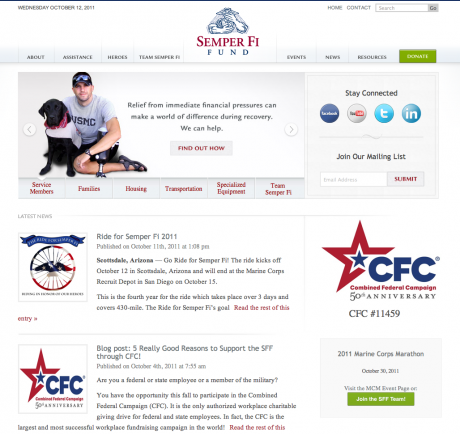 WEDNESDAY OCTOBER 12, 2011
HOME CONTACT Search Go
SEMPER FI
FUND
ABOUT ASSISTANCE HEROES TEAM SEMPER FI EVENTS NEWS RESOURCES DONATE
USMC
Relief from immediate financial pressures can
make a world of difference during recovery.
We can help.
FIND OUT HOW
Service Members
Families
Housing
Transportation
Specialized Equipment
Team Semper Fi
Stay Connected
facebook You Tube t in
Join Our Mailing List
Email Address SUBMIT
LATEST NEWS
THE RIDE FOR SEMPER FI
RIDING IN HONOR OF OUR HEROES
Ride for Semper FI 2011
Published on October 11th, 2011 at 1:08 pm
Scottsdale, Arizona — Go Ride for Semper Fi! The ride kicks off
October 12 in Scottsdale, Arizona and will end at the Marine Corps
Recruit Depot in San Diego on October 15.
This is the fourth year for the ride which takes place over 3 days and
covers 430-mile. The Ride for Semper Fi's goal Read the rest of this
entry »
CFC
Combined Federal Campaign
50th ANNIVERSARY
CFC #11459
CFC
Combined Federal Campaign
50th ANNIVERSARY
Blog post: 5 Really Good Reasons to Support the SFF
through CFC!
Published on October 4th, 2011 at 7:55 am
Are you a federal or state employee or a member of the military?
You have the opportunity this fall to participate in the Combined
Federal Campaign (CFC). It is the only authorized workplace charitable
giving drive for federal and state employees. In fact, the CFC is the
largest and most successful workplace fundraising campaign in the world! Read the rest of this
2011 Marine Corps Marathon
October 30, 2011
Visit the MCM Event Page on
Join the SFF Team!